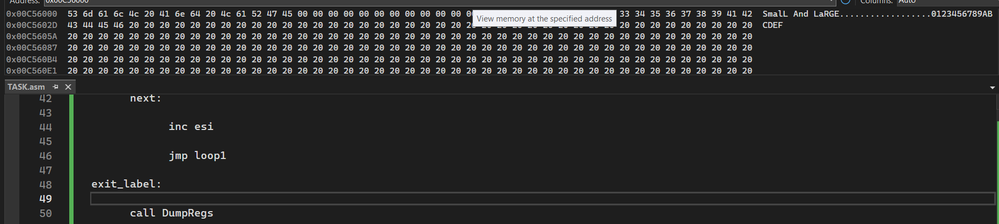 Address: 0x00C56000 Columns: Auto
0x00C56000 53 6d 61 6c 4c 20 41 6e 64 20 4c 61 52 47 45 00 00 00 00 00 00 00 00 00 00 00 00 33 34 35 36 37 38 39 41 42 SmalL And LaRGE..................0123456789AB
View memory at the specified address
0x00C5602D 43 44 45 46 20 20 20 20 20 20 20 20 20 20 20 20 20 20 20 20 20 20 20 20 20 20 20 20 20 20 20 20 20 20 20 20 20 20 20 20 20 20 20 20 20 CDEF
0x00C5605A 20 20 20 20 20 20 20 20 20 20 20 20 20 20 20 20 20 20 20 20 20 20 20 20 20 20 20 20 20 20 20 20 20 20 20 20 20 20 20 20 20 20 20 20 20
0x00C56087 20 20 20 20 20 20 20 20 20 20 20 20 20 20 20 20 20 20 20 20 20 20 20 20 20 20 20 20 20 20 20 20 20 20 20 20 20 20 20 20 20 20 20 20 20
0x00C560B4 20 20 20 20 20 20 20 20 20 20 20 20 20 20 20 20 20 20 20 20 20 20 20 20 20 20 20 20 20 20 20 20 20 20 20 20 20 20 20 20 20 20 20 20 20
0x00C560E1 20 20 20 20 20 20 20 20 20 20 20 20 20 20 20 20 20 20 20 20 20 20 20 20 20 20 20 20 20 20 20 20 20 20 20 20 20 20 20 20 20 20 20 20 20
TASK.asm
42 next:
43
44 inc esi
45
46 jmp loop1
47
48 exit_label:
49
50 call DumpRegs